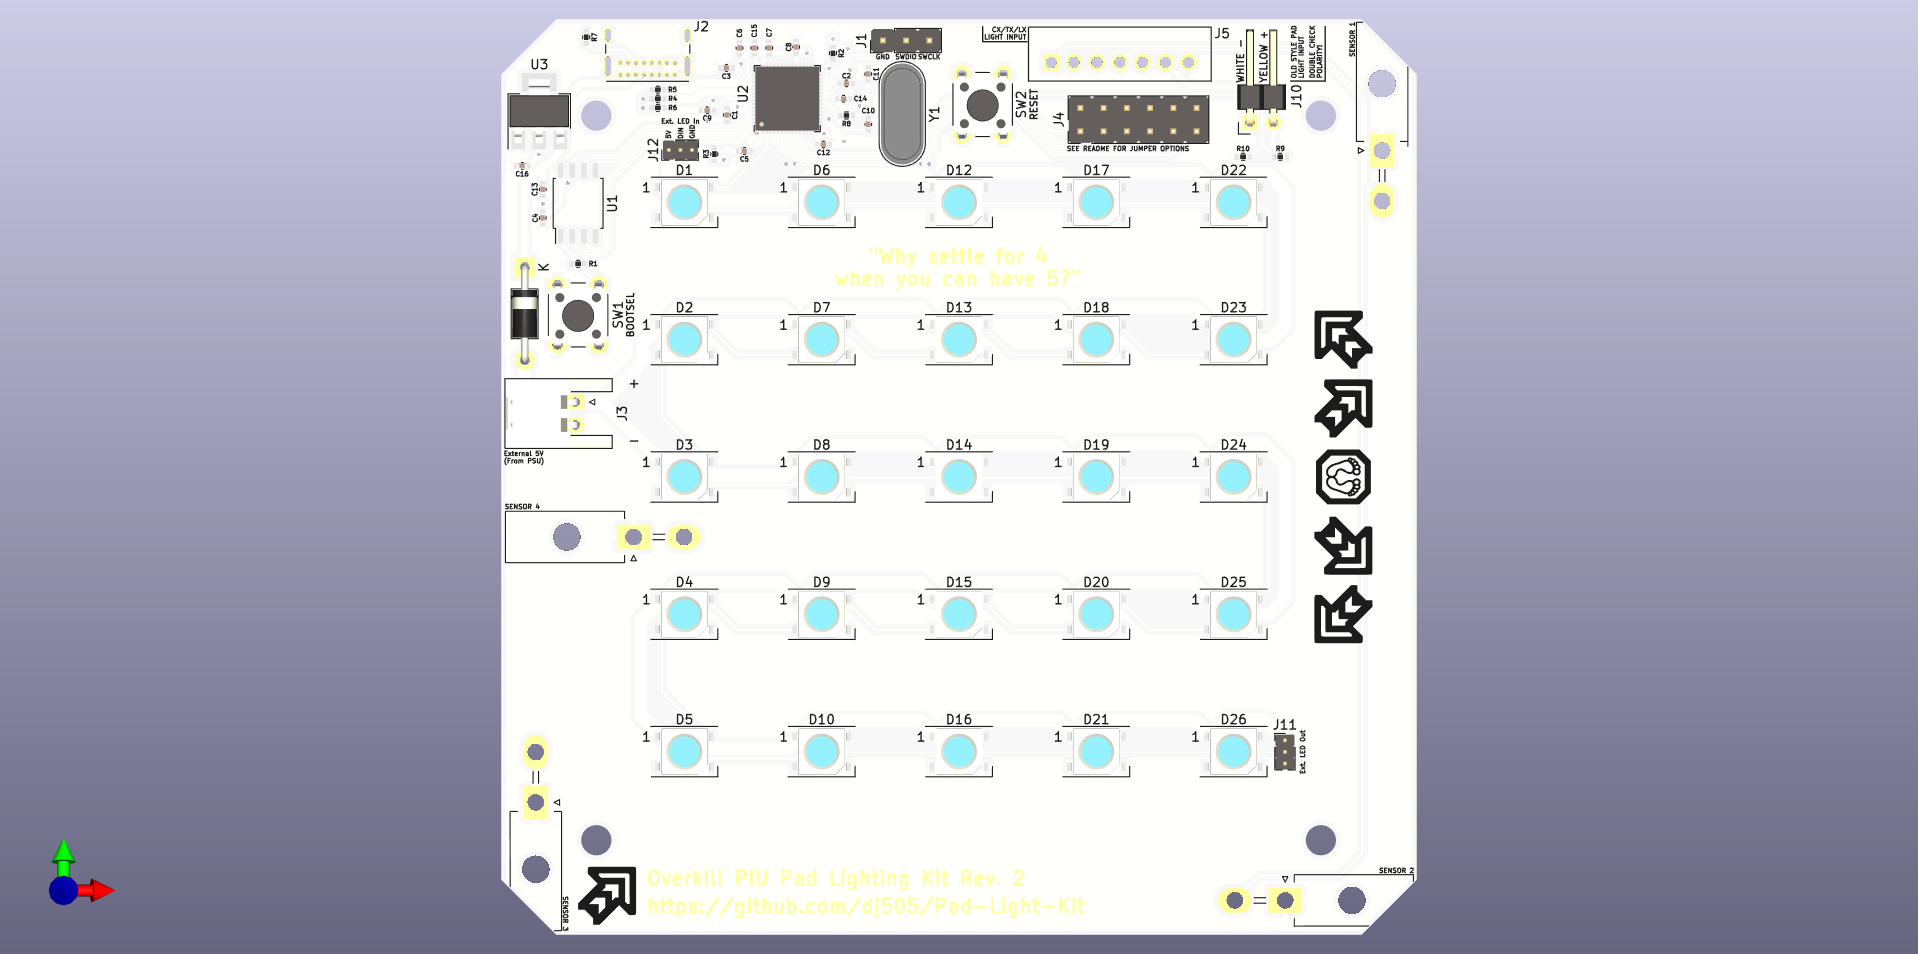 J2
R7
C6
C15
C7
C8
R2
J1
GND SWDIO SWCLK
CX/TX/LX
LIGHT INPUT
J5
WHITE -
YELLOW +
OLD STYLE PAD
LIGHT INPUT
DOUBLE CHECK
POLARITY!
SENSOR 1
U3
C3
U2
C2
C11
R5
R4
R6
C9
C1
C14
C10
R8
Y1
SW2
RESET
J4
J10
Ext. LED In
5V
DIN
GND
J12
R3
C5
C12
SEE README FOR JUMPER OPTIONS
R10
R9
C16
C13
C4
U1
D1
D6
D12
D17
D22
1
1
1
1
1
K
R1
"Why settle for 4
when you can have 5?"
SW1
BOOTSEL
D2
D7
D13
D18
D23
1
1
1
1
1
+
J3
-
External 5V
(From PSU)
D3
D8
D14
D19
D24
1
1
1
1
1
SENSOR 4
D4
D9
D15
D20
D25
1
1
1
1
1
D5
D10
D16
D21
D26
1
1
1
1
1
J11
Ext. LED Out
SENSOR 3
SENSOR 2
Overkill PIU Pad Lighting Kit Rev. 2
https://github.com/dj505/Pad-Light-Kit